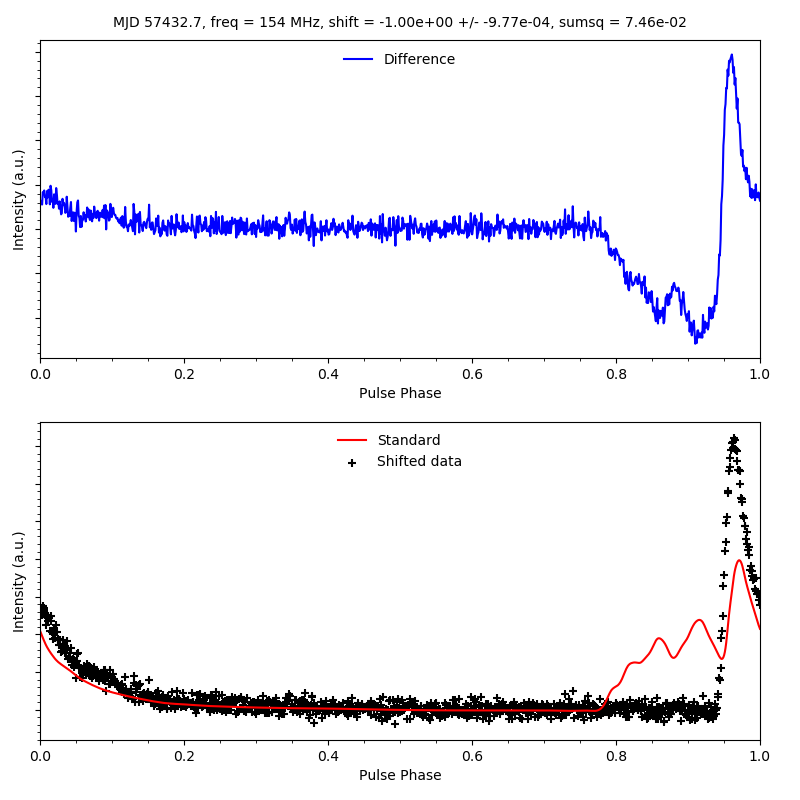 MJD 57432.7, freq = 154 MHz, shift = -1.00e+00 +/- -9.77e-04, sumsq = 7.46e-02
Difference
Intensity (a.u.)
0.0 0.2 0.4 0.6 0.8 1.0
Pulse Phase
Standard
Shifted data
Intensity (a.u.)
0.0 0.2 0.4 0.6 0.8 1.0
Pulse Phase